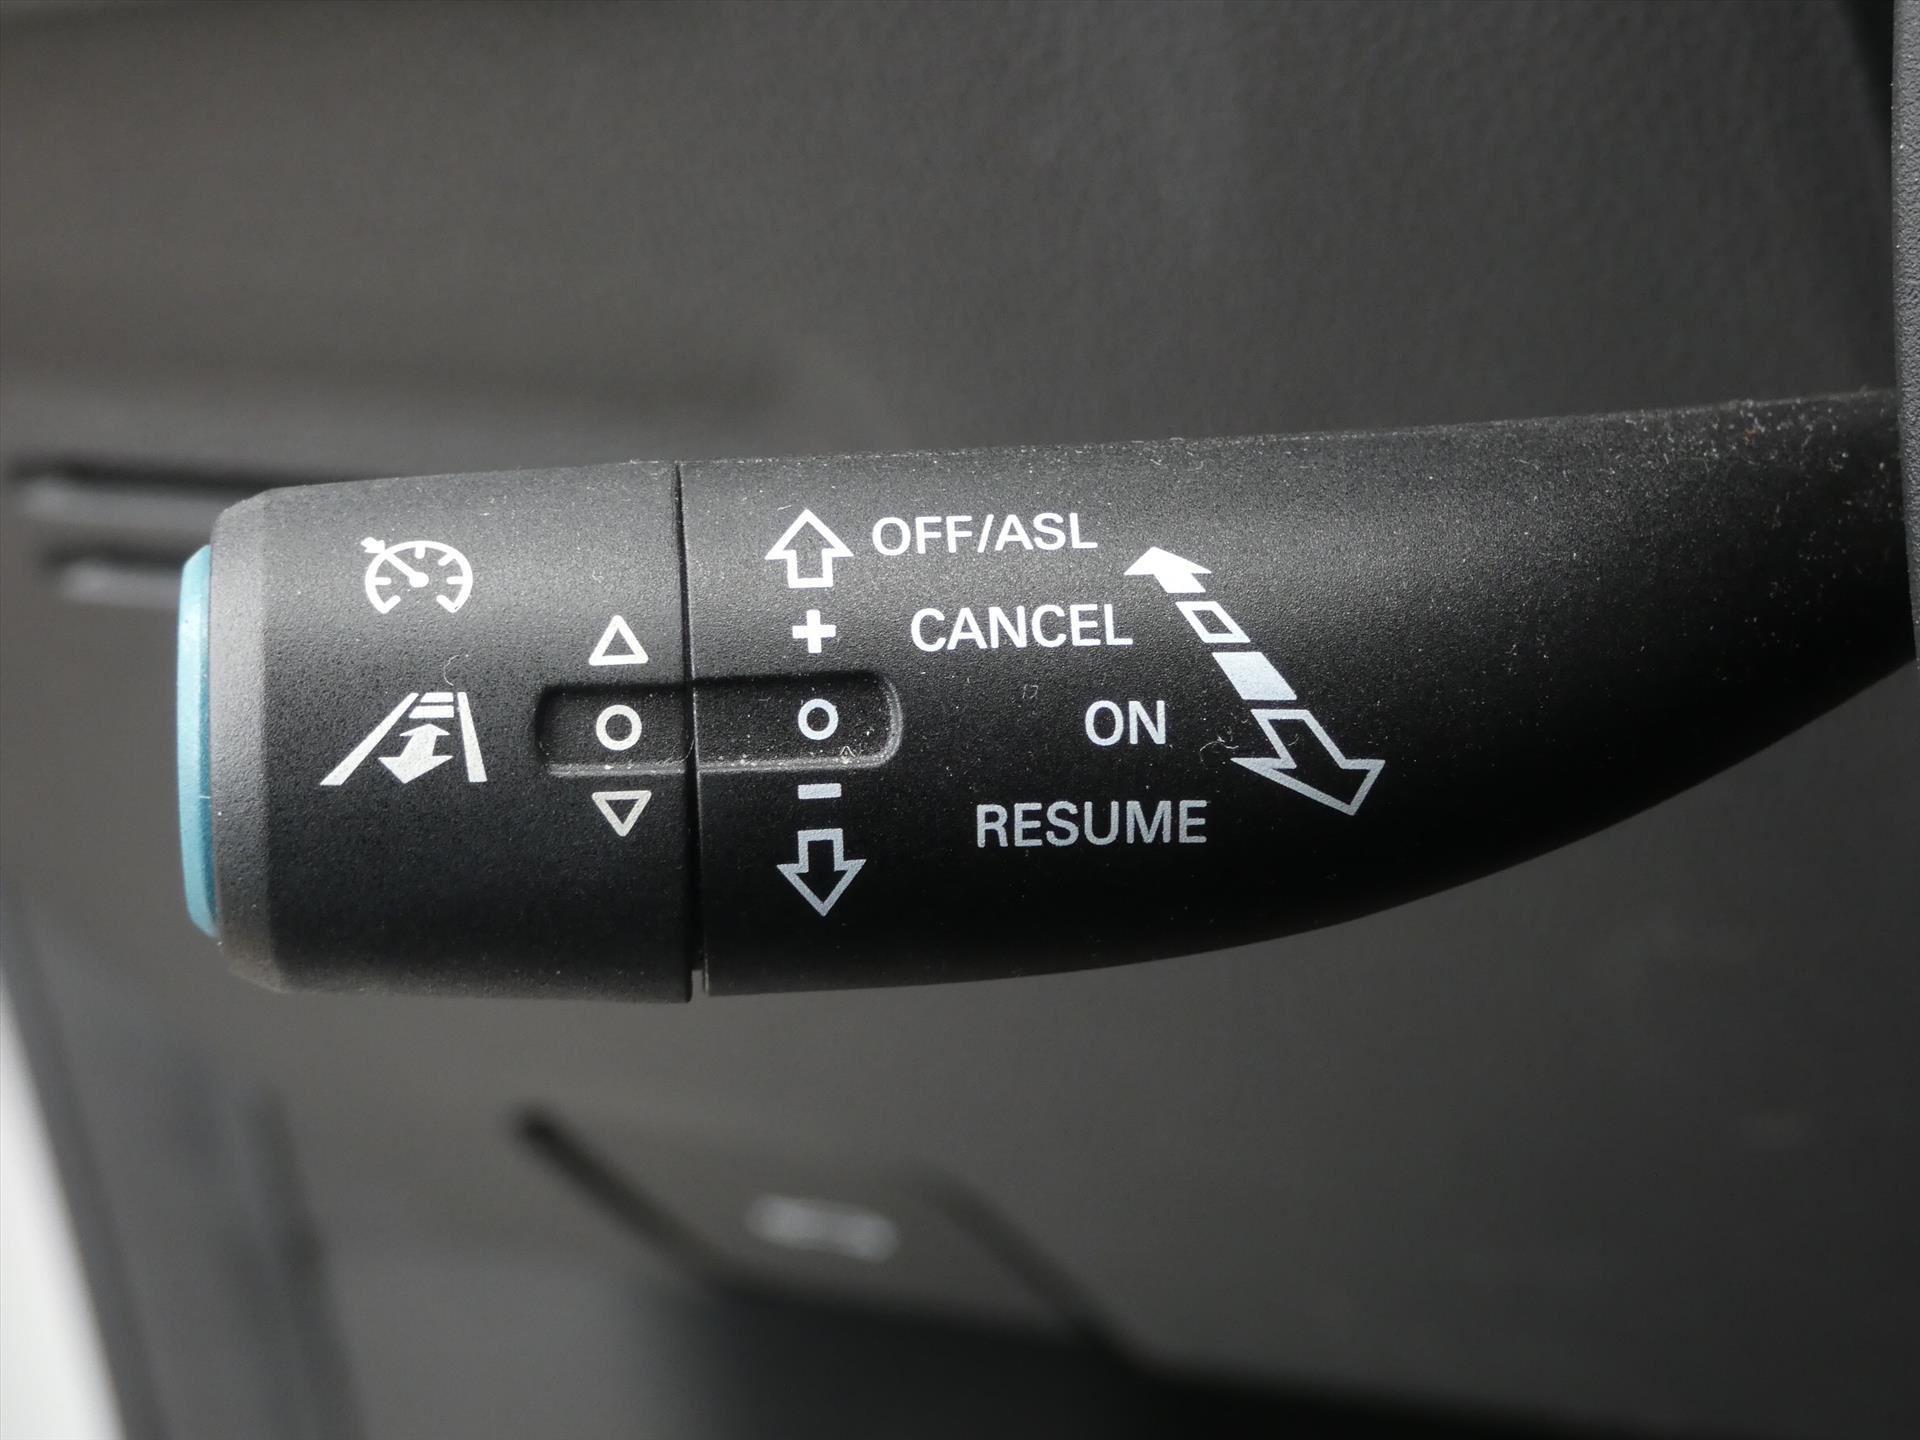 OFF/ASL
+ CANCEL
ON
- RESUME